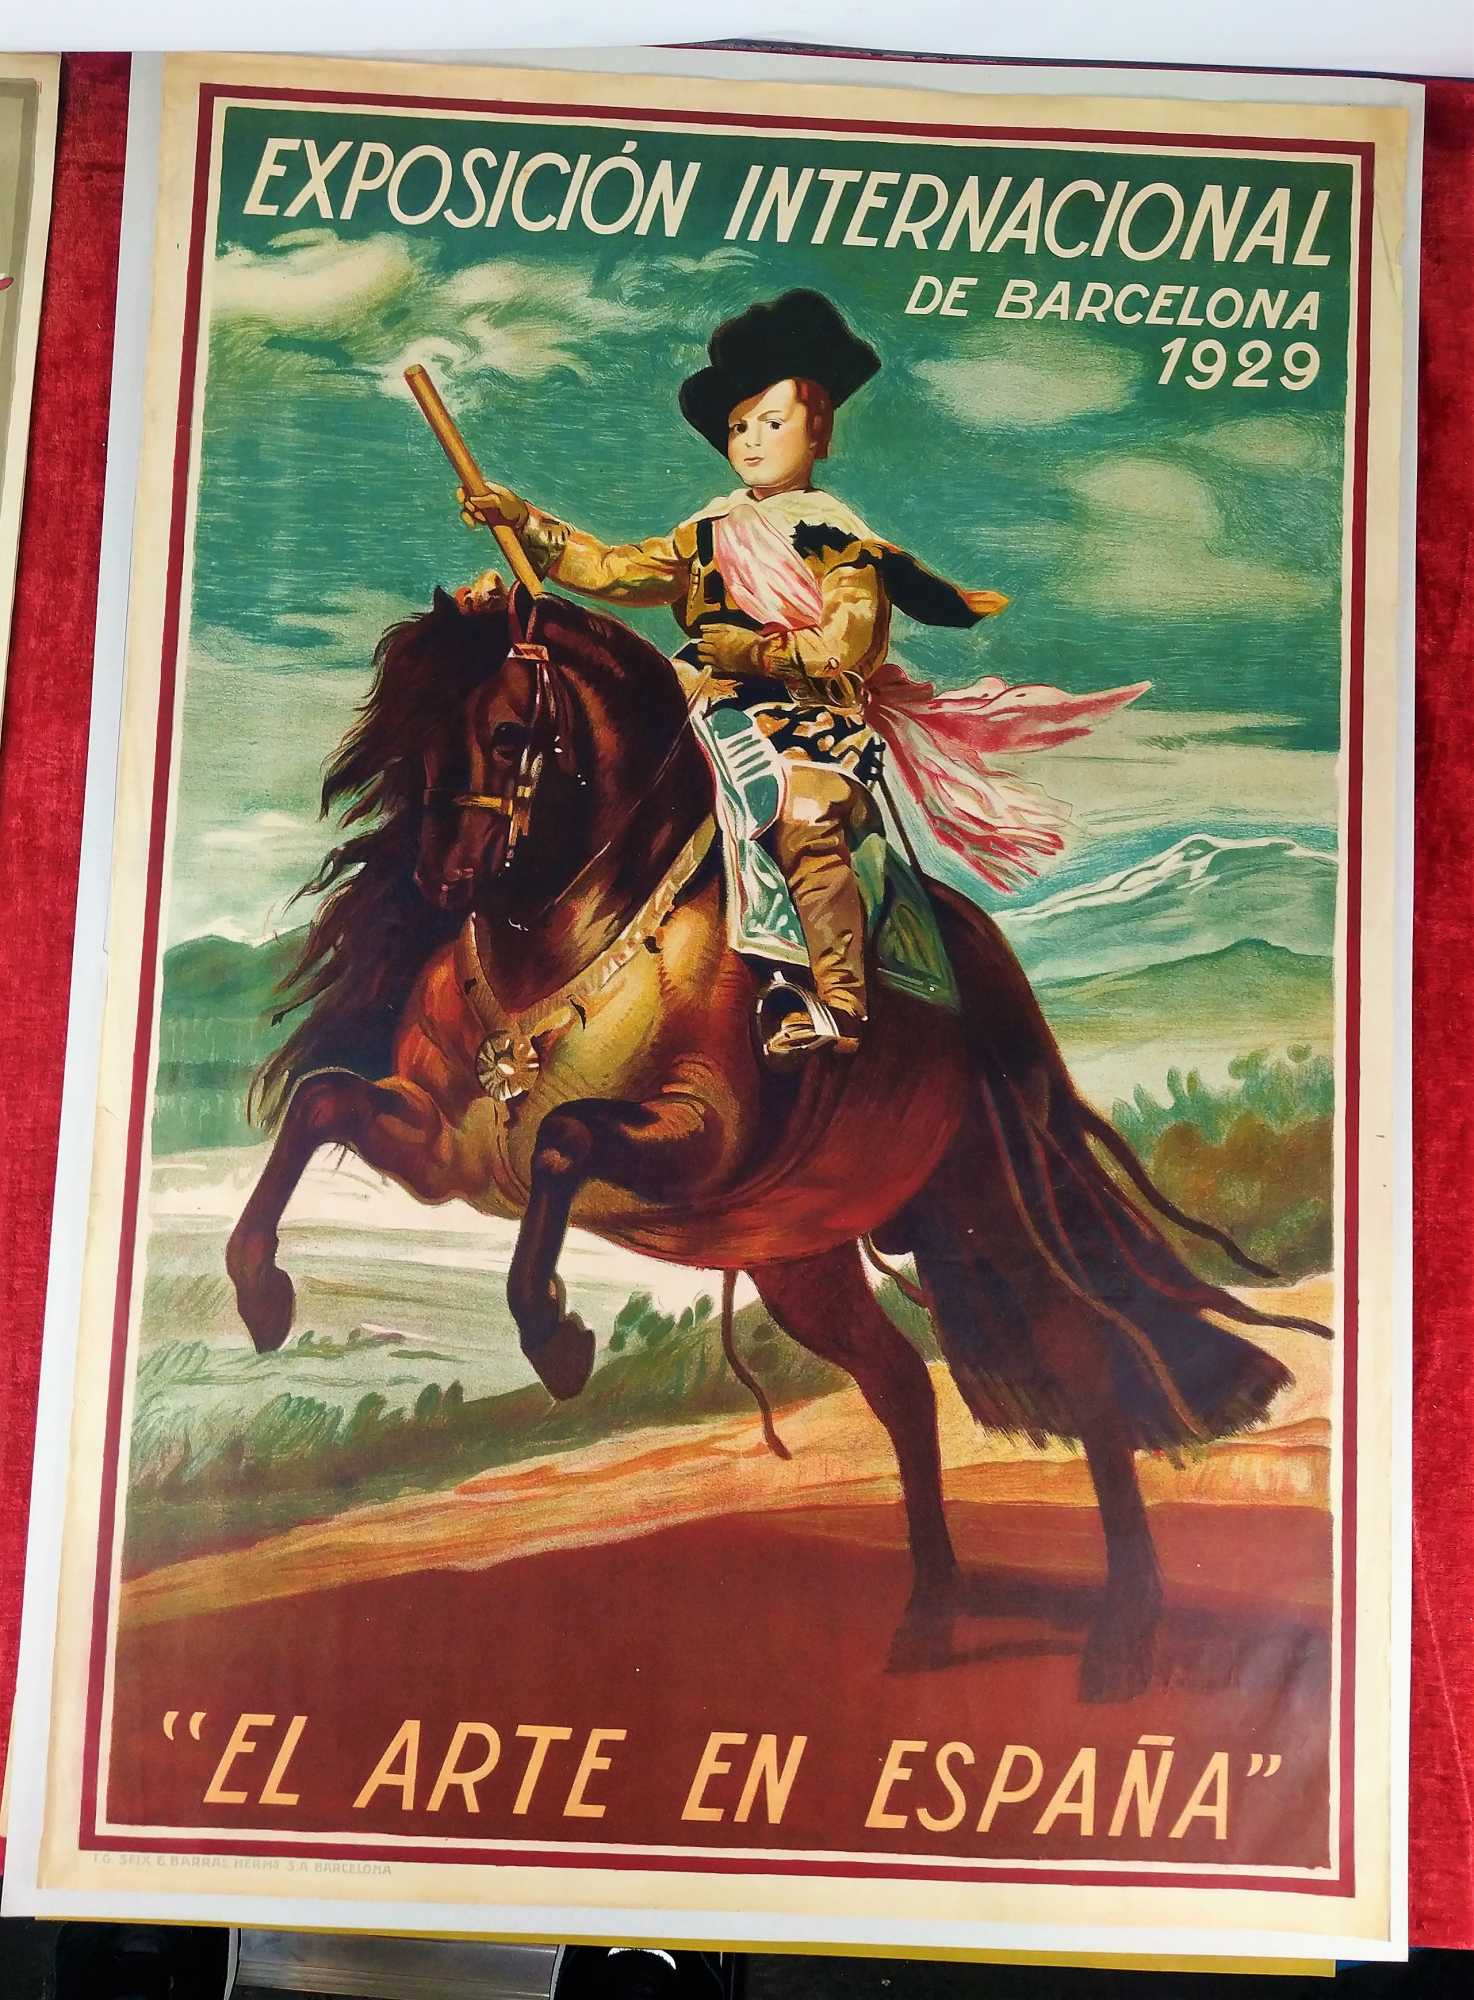 EXPOSICIÓN INTERNACIONAL
DE BARCELONA
1929
“EL ARTE EN ESPAÑA”
I.G. SEIX & BARRAL HERMS S.A BARCELONA